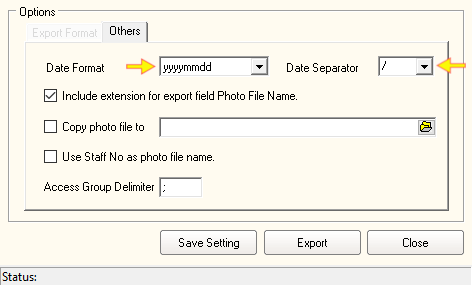 Options
Export Format Others
Date Format yyyymmdd Date Separator /
Include extension for export field Photo File Name.
Copy photo file to
Use Staff No as photo file name.
Access Group Delimiter ;
Save Setting Export Close
Status: